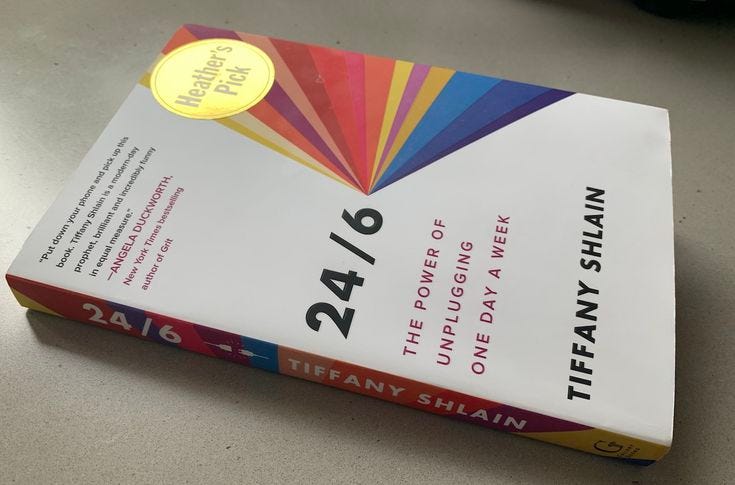 Heather's
Pick
"Put down your phone and pick up this
book. Tiffany Shlain is a modern-day
prophet, brilliant and incredibly funny
in equal measure."
—ANGELA DUCKWORTH,
New York Times bestselling
author of Grit
24/6
THE POWER OF
UNPLUGGING
ONE DAY A WEEK
TIFFANY SHLAIN
24/6
TIFFANY SHLAIN
G